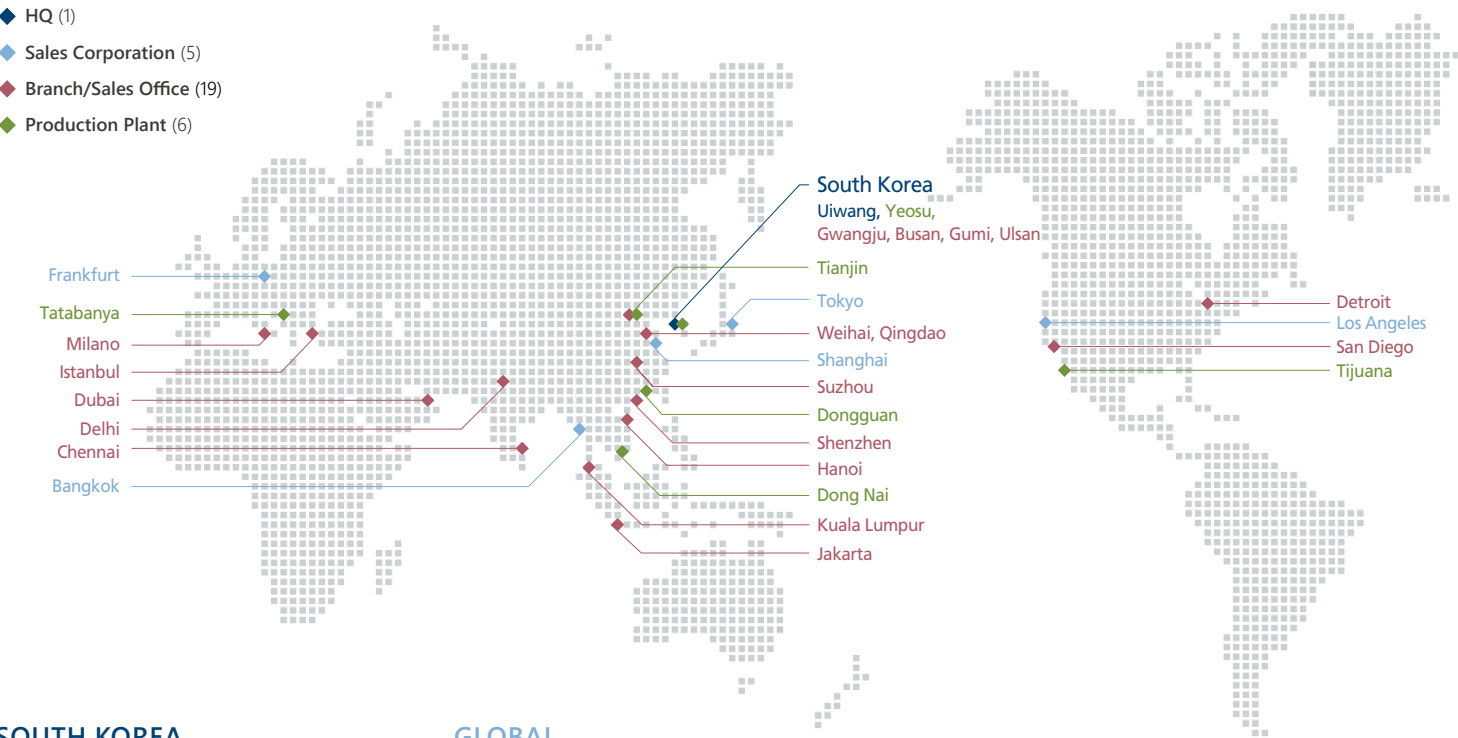 HQ (1)
Sales Corporation (5)
Branch/Sales Office (19)
Production Plant (6)
South Korea
Uiwang, Yeosu,
Gwangju, Busan, Gumi, Ulsan
Frankfurt
Tatabanya
Milano
Istanbul
Dubai
Delhi
Chennai
Bangkok
Tianjin
Tokyo
Weihai, Qingdao
Shanghai
Suzhou
Dongguan
Shenzhen
Hanoi
Dong Nai
Kuala Lumpur
Jakarta
Detroit
Los Angeles
San Diego
Tijuana
SOUTH KOREA
GLOBAL